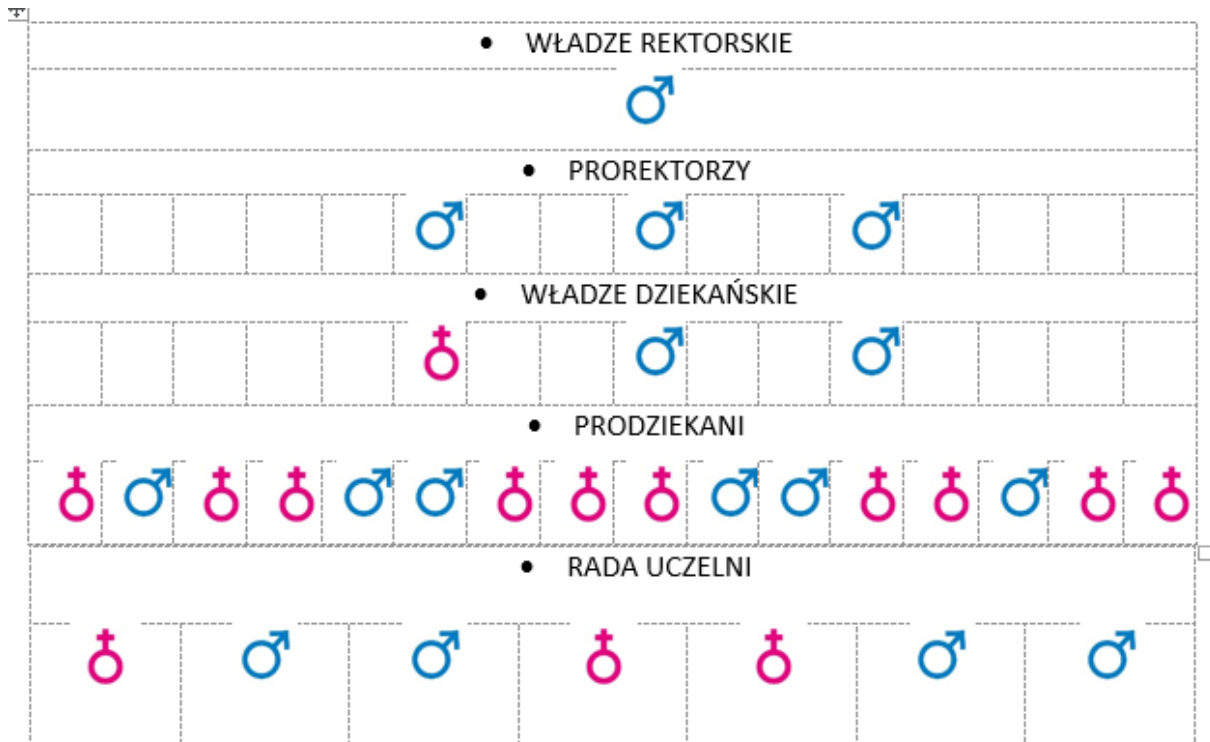 • WŁADZE REKTORSKIE
• PROREKTORZY
• WŁADZE DZIEKAŃSKIE
• PRODZIEKANI
• RADA UCZELNI